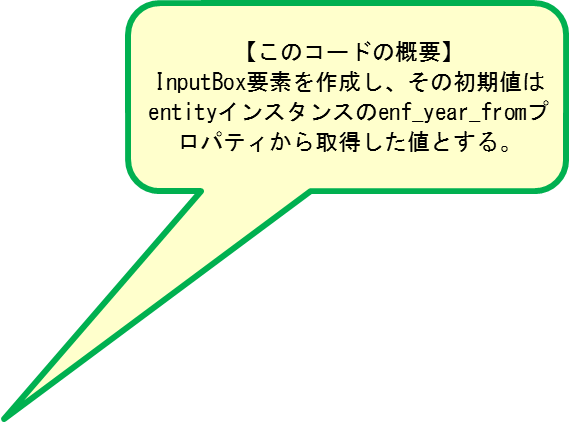 【このコードの概要】
InputBox要素を作成し、その初期値は
entityインスタンスのenf_year_fromプ
ロパティから取得した値とする。